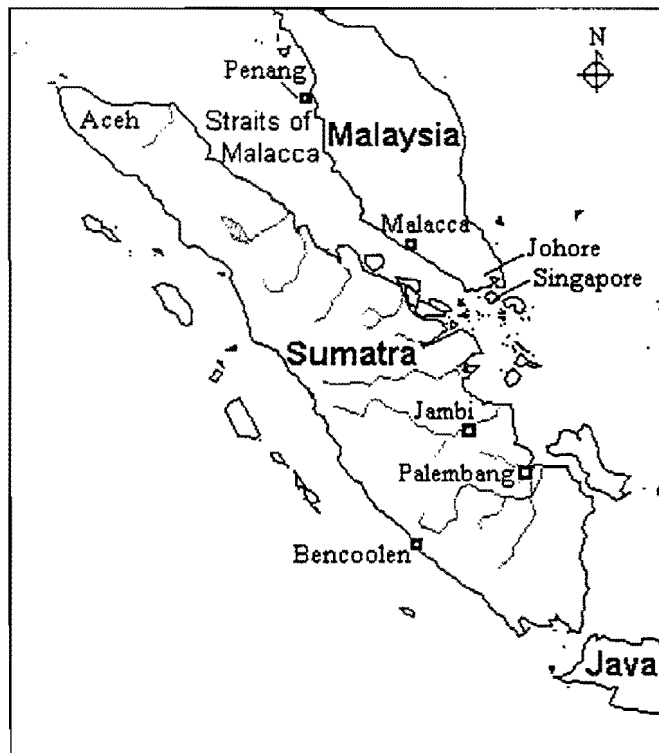 N
Penang
Aceh
Straits of
Malacca
Malaysia
Malacca
Johore
Singapore
Sumatra
Jambi
Palembang
Bencoolen
Java